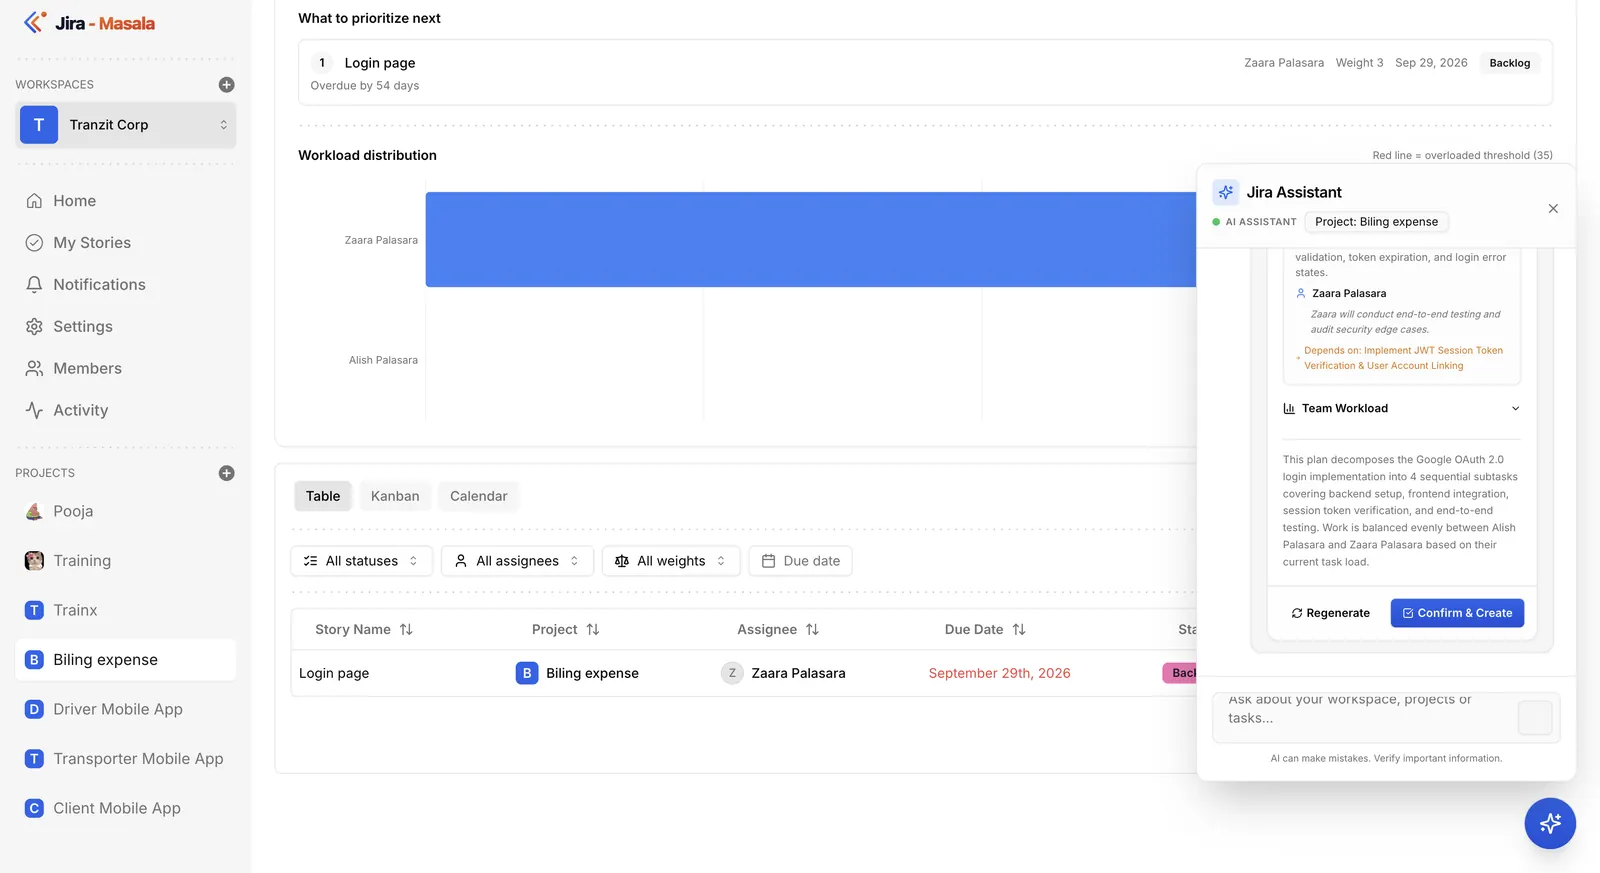 Jira - Masala
WORKSPACES
T
Tranzit Corp
Home
My Stories
Notifications
Settings
Members
Activity
PROJECTS
Pooja
Training
T
Trainx
B
Biling expense
D
Driver Mobile App
T
Transporter Mobile App
C
Client Mobile App
What to prioritize next
1
Login page
Zaara Palasara Weight 3 Sep 29, 2026 Backlog
Overdue by 54 days
Workload distribution
Red line = overloaded threshold (35)
Zaara Palasara
Alish Palasara
Table
Kanban
Calendar
All statuses
All assignees
All weights
Due date
Story Name
Project
Assignee
Due Date
Sta
Login page
B
Biling expense
Z
Zaara Palasara
September 29th, 2026
Back
Jira Assistant
AI ASSISTANT
Project: Biling expense
validation, token expiration, and login error
states.
Zaara Palasara
Zaara will conduct end-to-end testing and
audit security edge cases.
Depends on: Implement JWT Session Token
Verification & User Account Linking
Team Workload
This plan decomposes the Google OAuth 2.0
login implementation into 4 sequential subtasks
covering backend setup, frontend integration,
session token verification, and end-to-end
testing. Work is balanced evenly between Alish
Palasara and Zaara Palasara based on their
current task load.
Regenerate
Confirm & Create
Ask about your workspace, projects or
tasks...
AI can make mistakes. Verify important information.